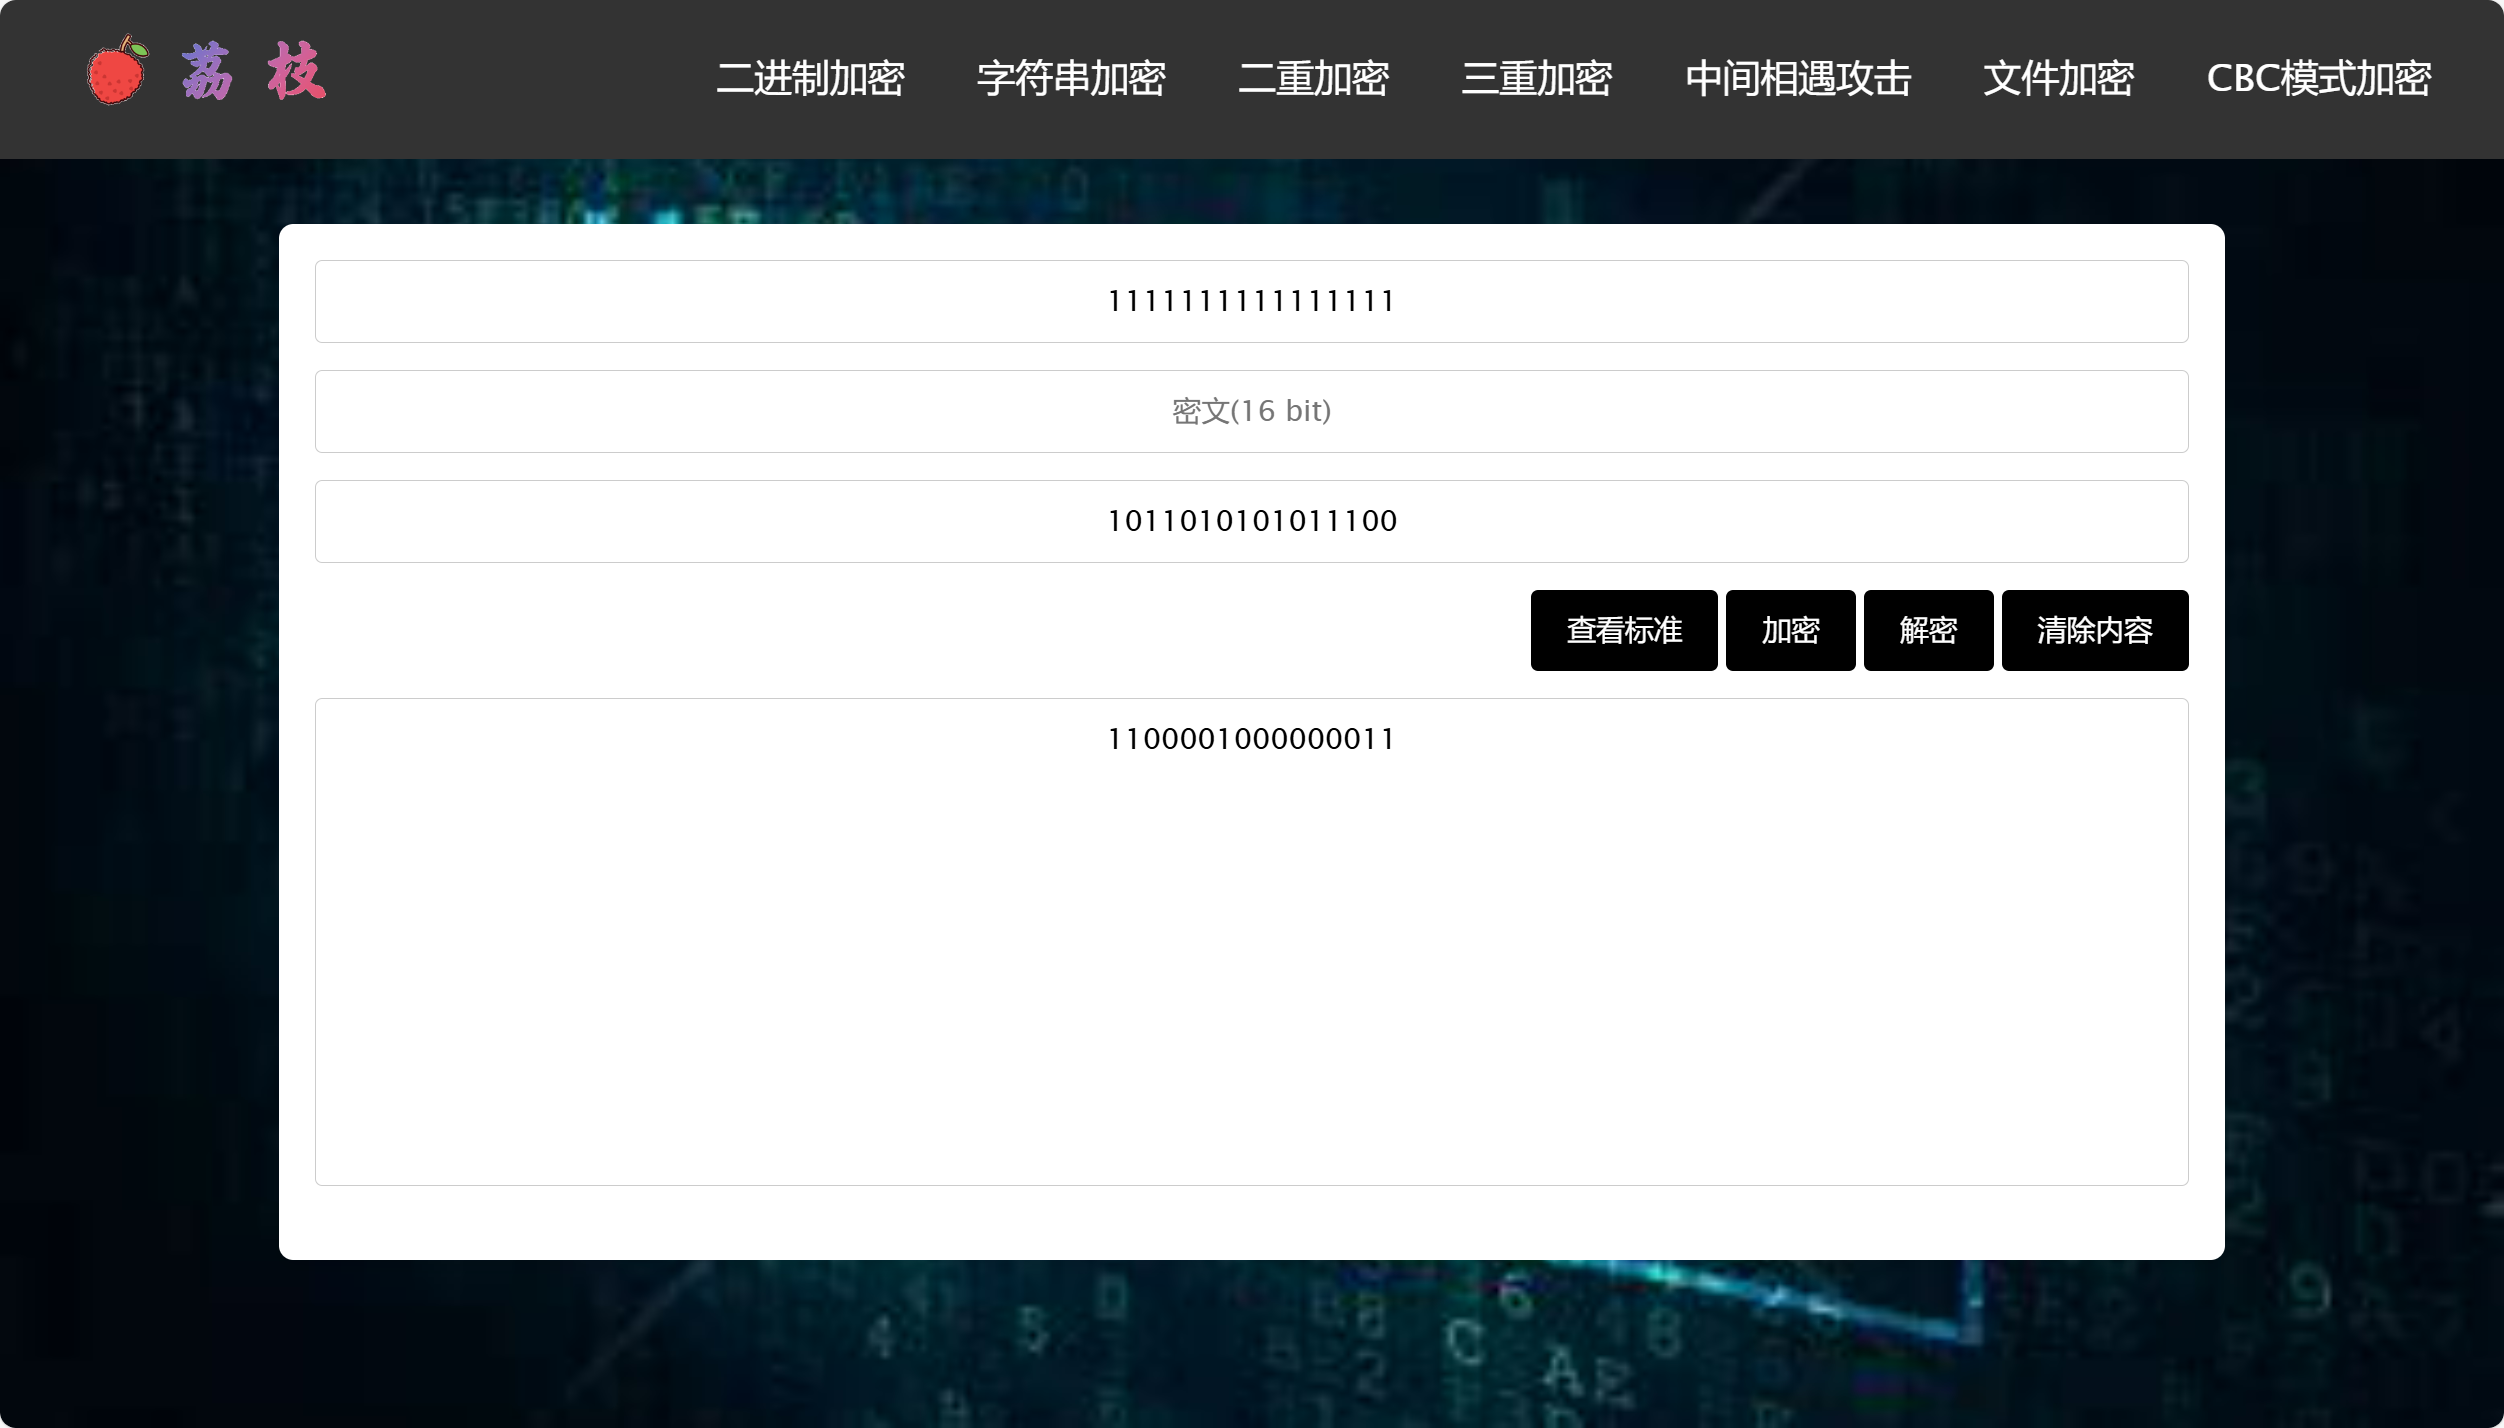 荔 枝
二进制加密 字符串加密 二重加密 三重加密 中间相遇攻击 文件加密 CBC模式加密
1111111111111111
密文(16 bit)
1011010101011100
查看标准 加密 解密 清除内容
1100001000000011